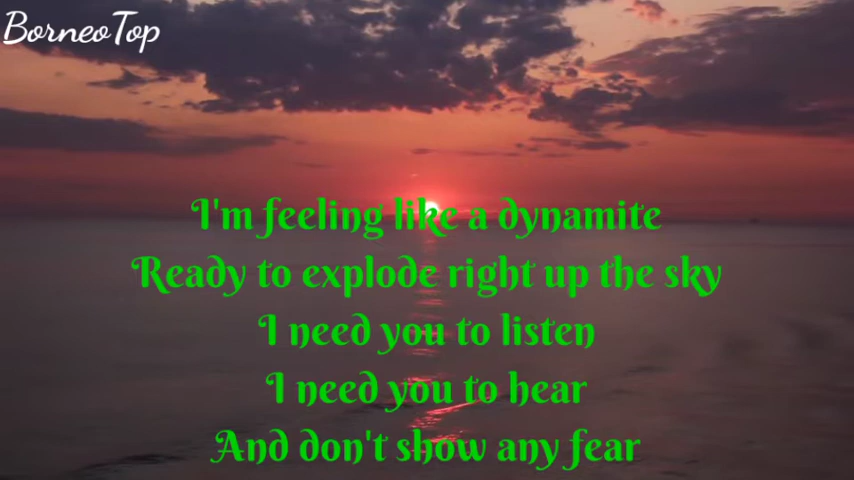 BorneoTop
I'm feeling like a dynamite
Ready to explode right up the sky
I need you to listen
I need you to hear
And don't show any fear